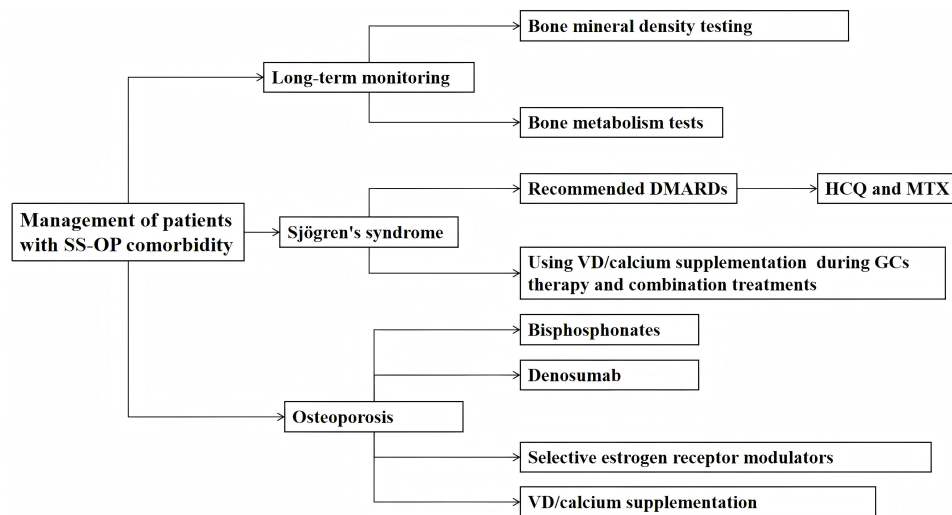 Bone mineral density testing
Long-term monitoring
Bone metabolism tests
Recommended DMARDs
HCQ and MTX
Management of patients
with SS-OP comorbidity
Sjögren's syndrome
Using VD/calcium supplementation during GCs
therapy and combination treatments
Bisphosphonates
Denosumab
Osteoporosis
Selective estrogen receptor modulators
VD/calcium supplementation